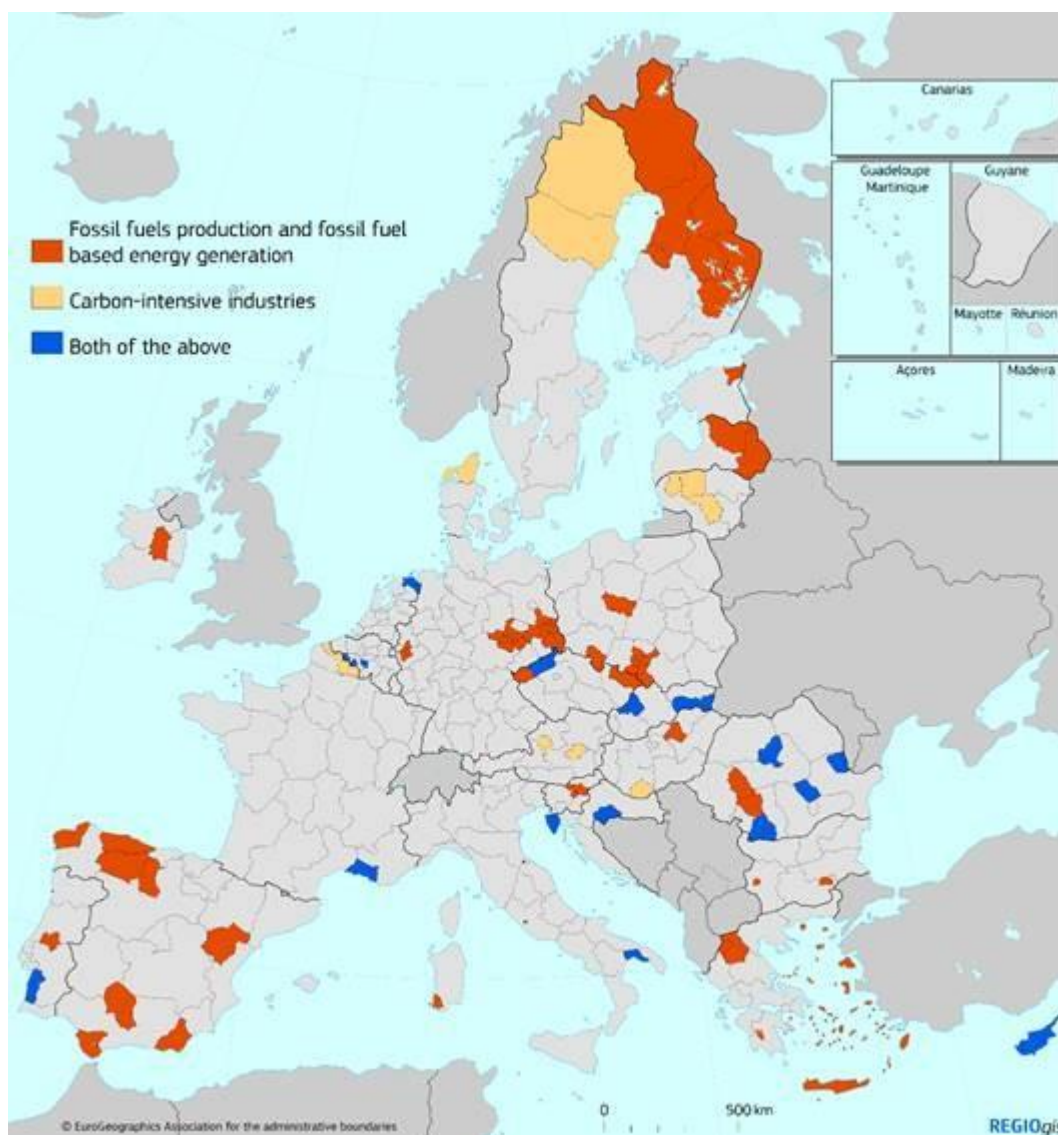 Canarias
Guadeloupe
Martinique
Guyane
Mayotte
Réunion
Açores
Madeira
Fossil fuels production and fossil fuel
based energy generation
Carbon-intensive industries
Both of the above
0
500 km
© EuroGeographics Association for the administrative boundaries
REGIOgis